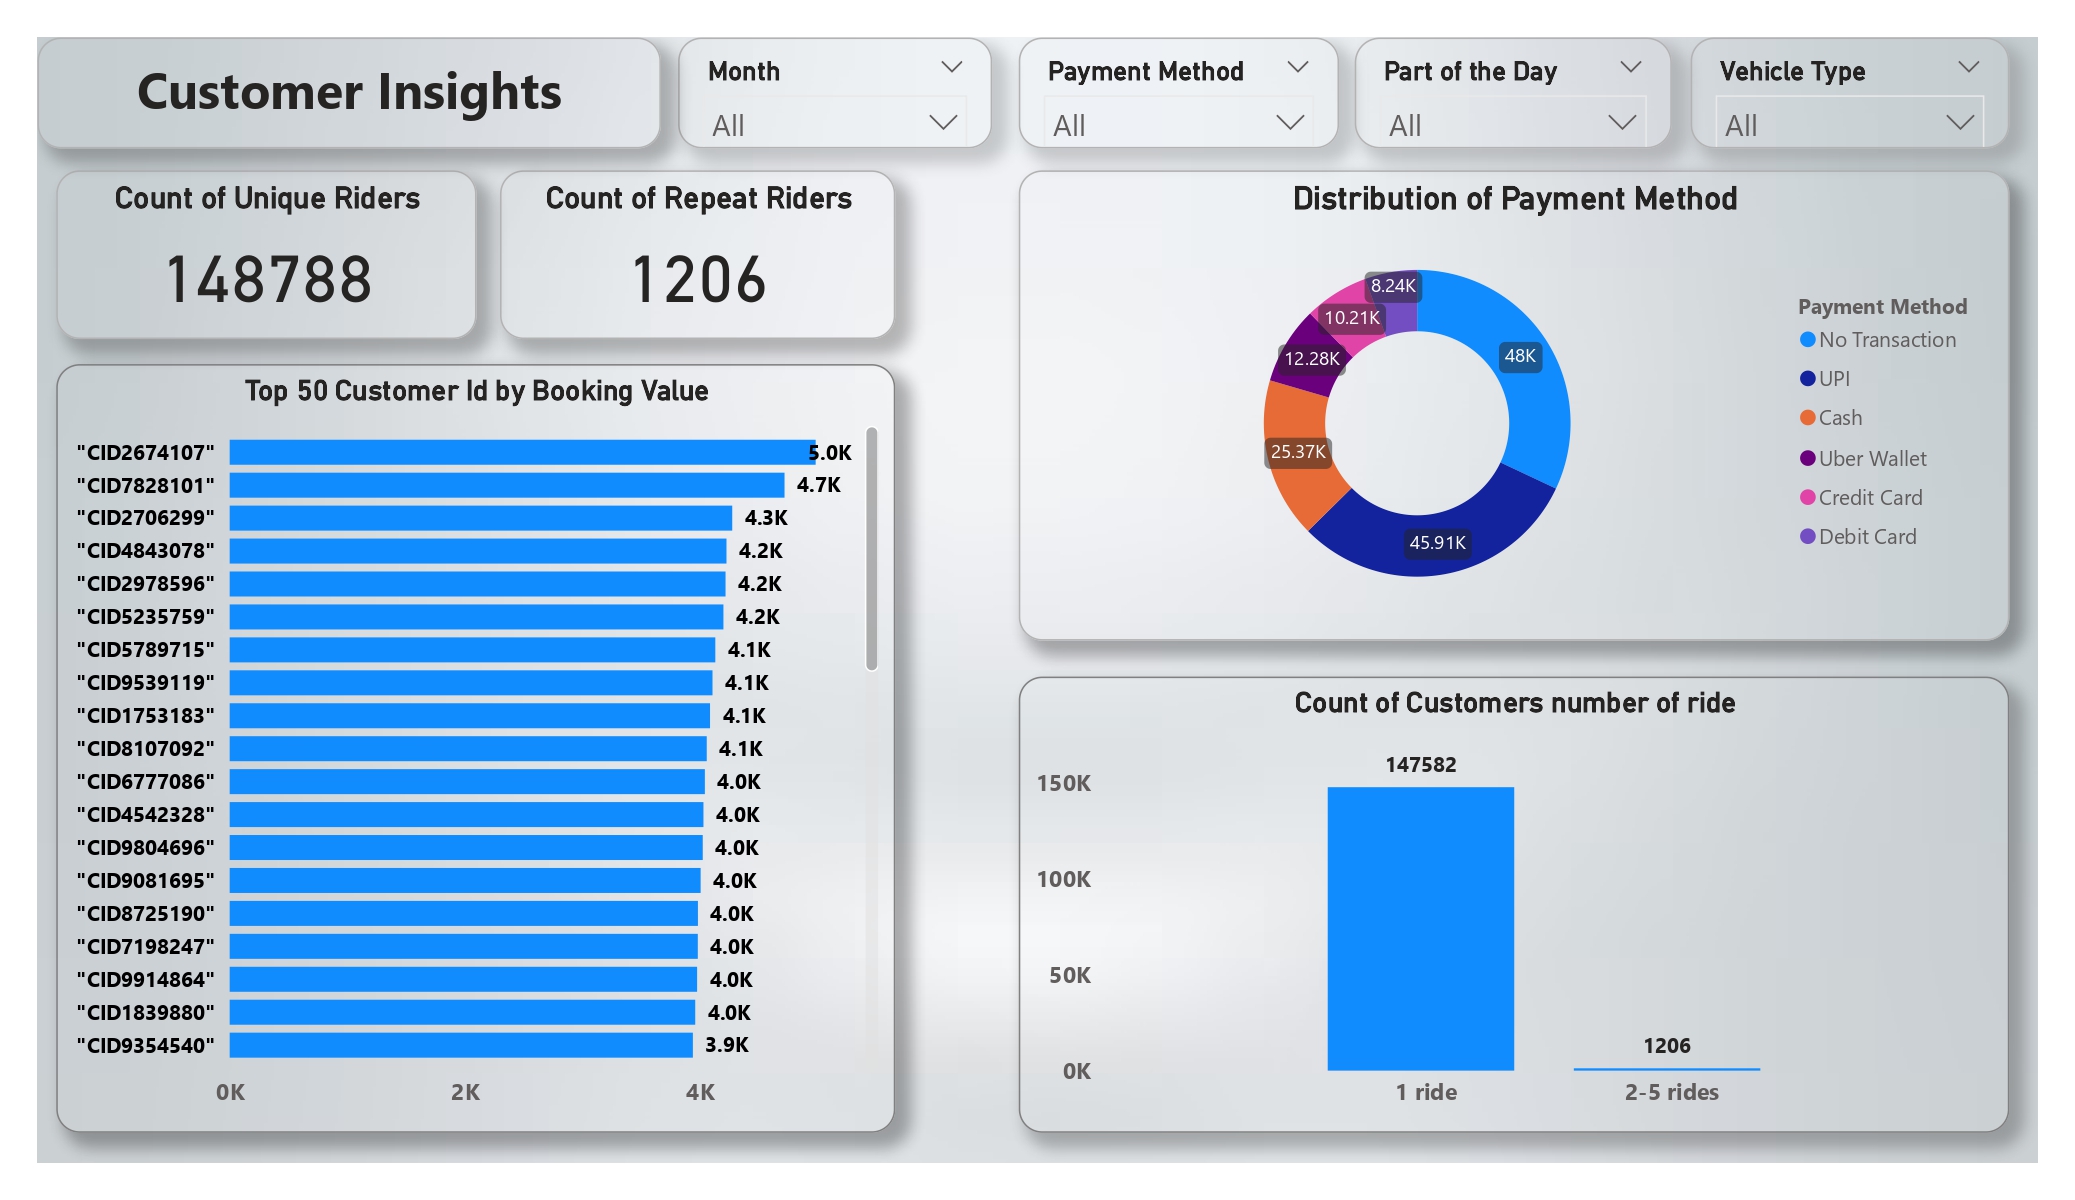 Customer Insights
Month
All
Payment Method
All
Part of the Day
All
Vehicle Type
All
Count of Unique Riders
148788
Count of Repeat Riders
1206
Top 50 Customer Id by Booking Value
"CID2674107" 5.0K
"CID7828101" 4.7K
"CID2706299" 4.3K
"CID4843078" 4.2K
"CID2978596" 4.2K
"CID5235759" 4.2K
"CID5789715" 4.1K
"CID9539119" 4.1K
"CID1753183" 4.1K
"CID8107092" 4.1K
"CID6777086" 4.0K
"CID4542328" 4.0K
"CID9804696" 4.0K
"CID9081695" 4.0K
"CID8725190" 4.0K
"CID7198247" 4.0K
"CID9914864" 4.0K
"CID1839880" 4.0K
"CID9354540" 3.9K
0K 2K 4K
Distribution of Payment Method
8.24K
10.21K
12.28K
48K
25.37K
45.91K
Payment Method
No Transaction
UPI
Cash
Uber Wallet
Credit Card
Debit Card
Count of Customers number of ride
150K
100K
50K
0K
147582
1206
1 ride
2-5 rides